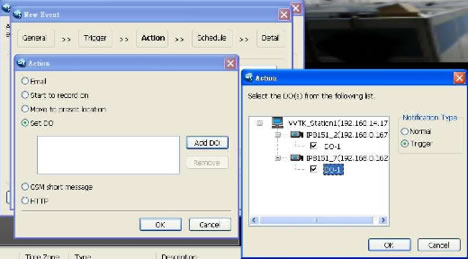 New Event
General >> Trigger >> Action >> Schedule >> Detail
Action
Email
Start to record on
Move to preset location
Set DO
Add DO
Remove
GSM short message
HTTP
OK Cancel
Action
Select the DO(s) from the following list.
VVTK_Station1(192.168.14.17
IP8151_2(192.168.0.167
DO-1
IP8151_7(192.168.0.162
DO-1
Notification Type
Normal
Trigger
OK Cancel
Time Zone Type Description